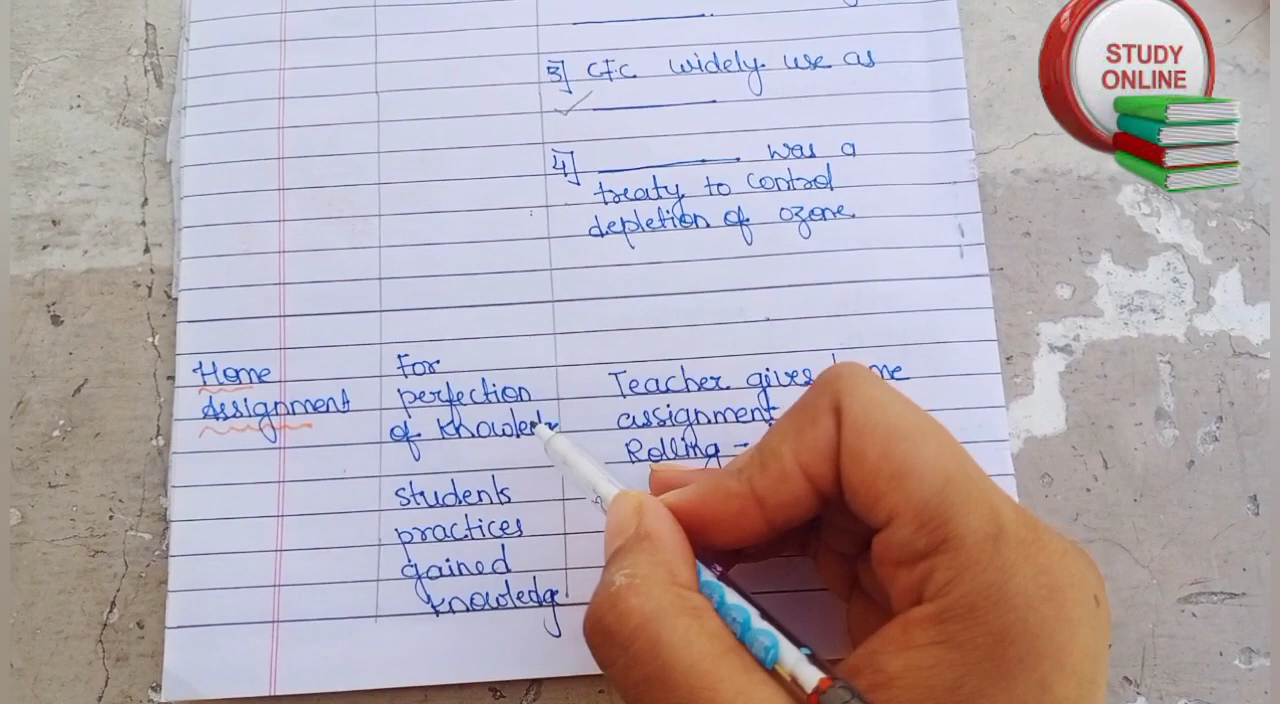 3] CFC widely use as
4] was a
treaty to control
depletion of ozone
Home
Assignment
For
perfection
of knowledge
students
practices
gained
knowledge
Teacher gives
assignment
Rolling -
STUDY
ONLINE